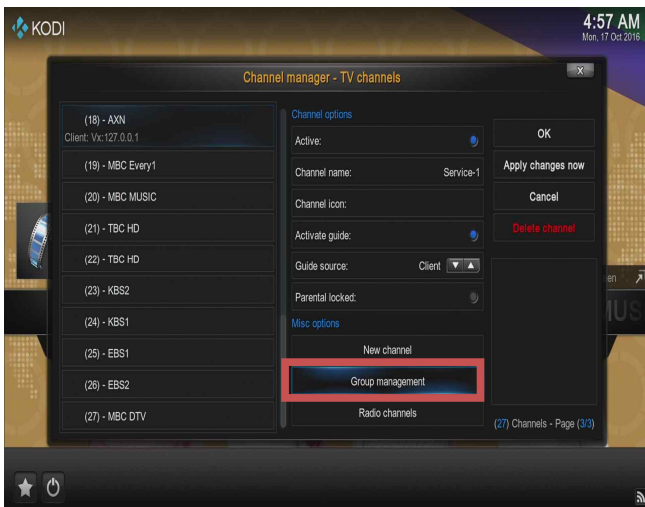 KODI
4:57 AM
Mon, 17 Oct 2016
Channel manager - TV channels
X
(18) - AXN
Client: Vx:127.0.0.1
(19) - MBC Every1
(20) - MBC MUSIC
(21) - TBC HD
(22) - TBC HD
(23) - KBS2
(24) - KBS1
(25) - EBS1
(26) - EBS2
(27) - MBC DTV
Channel options
Active:
Channel name: Service-1
Channel icon:
Activate guide:
Guide source: Client
Parental locked:
Misc options
New channel
Group management
Radio channels
OK
Apply changes now
Cancel
Delete channel
(27) Channels - Page (3/3)
en
MUS